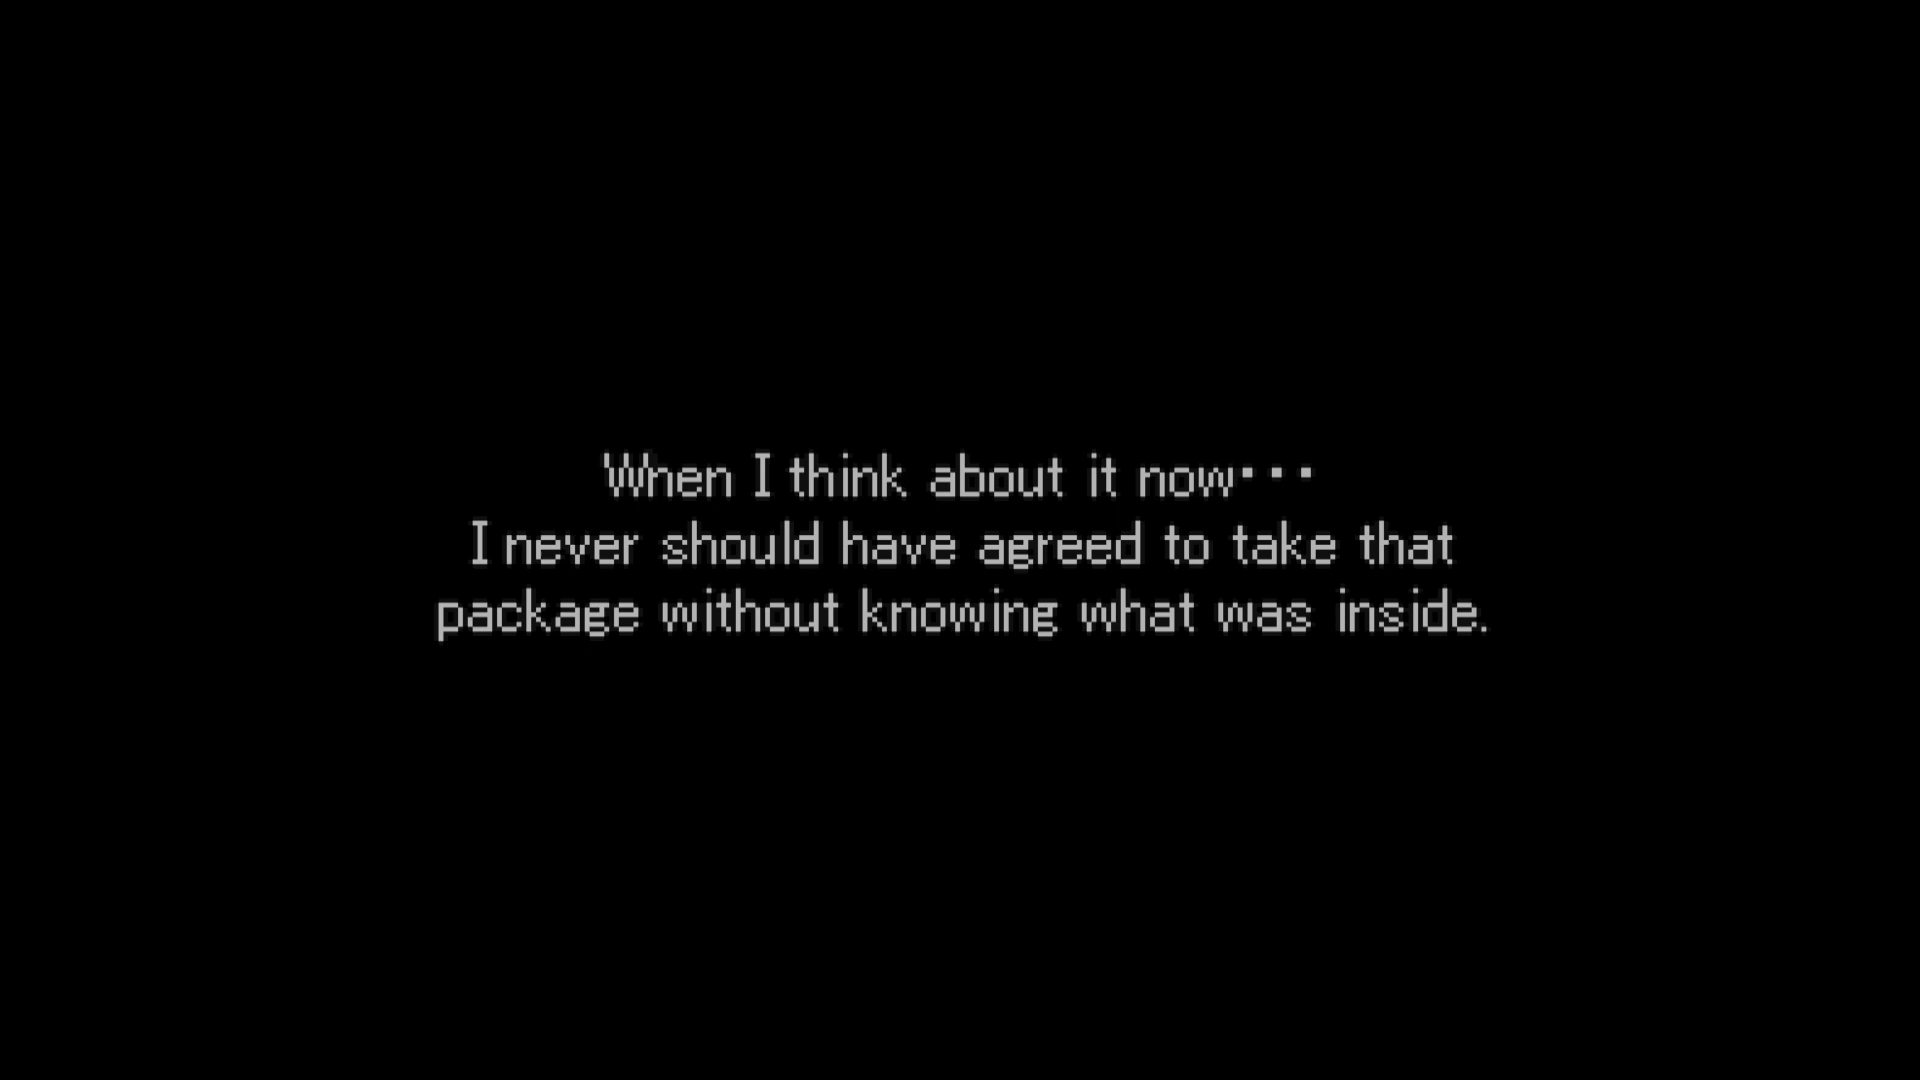 When I think about it now···
I never should have agreed to take that
package without knowing what was inside.